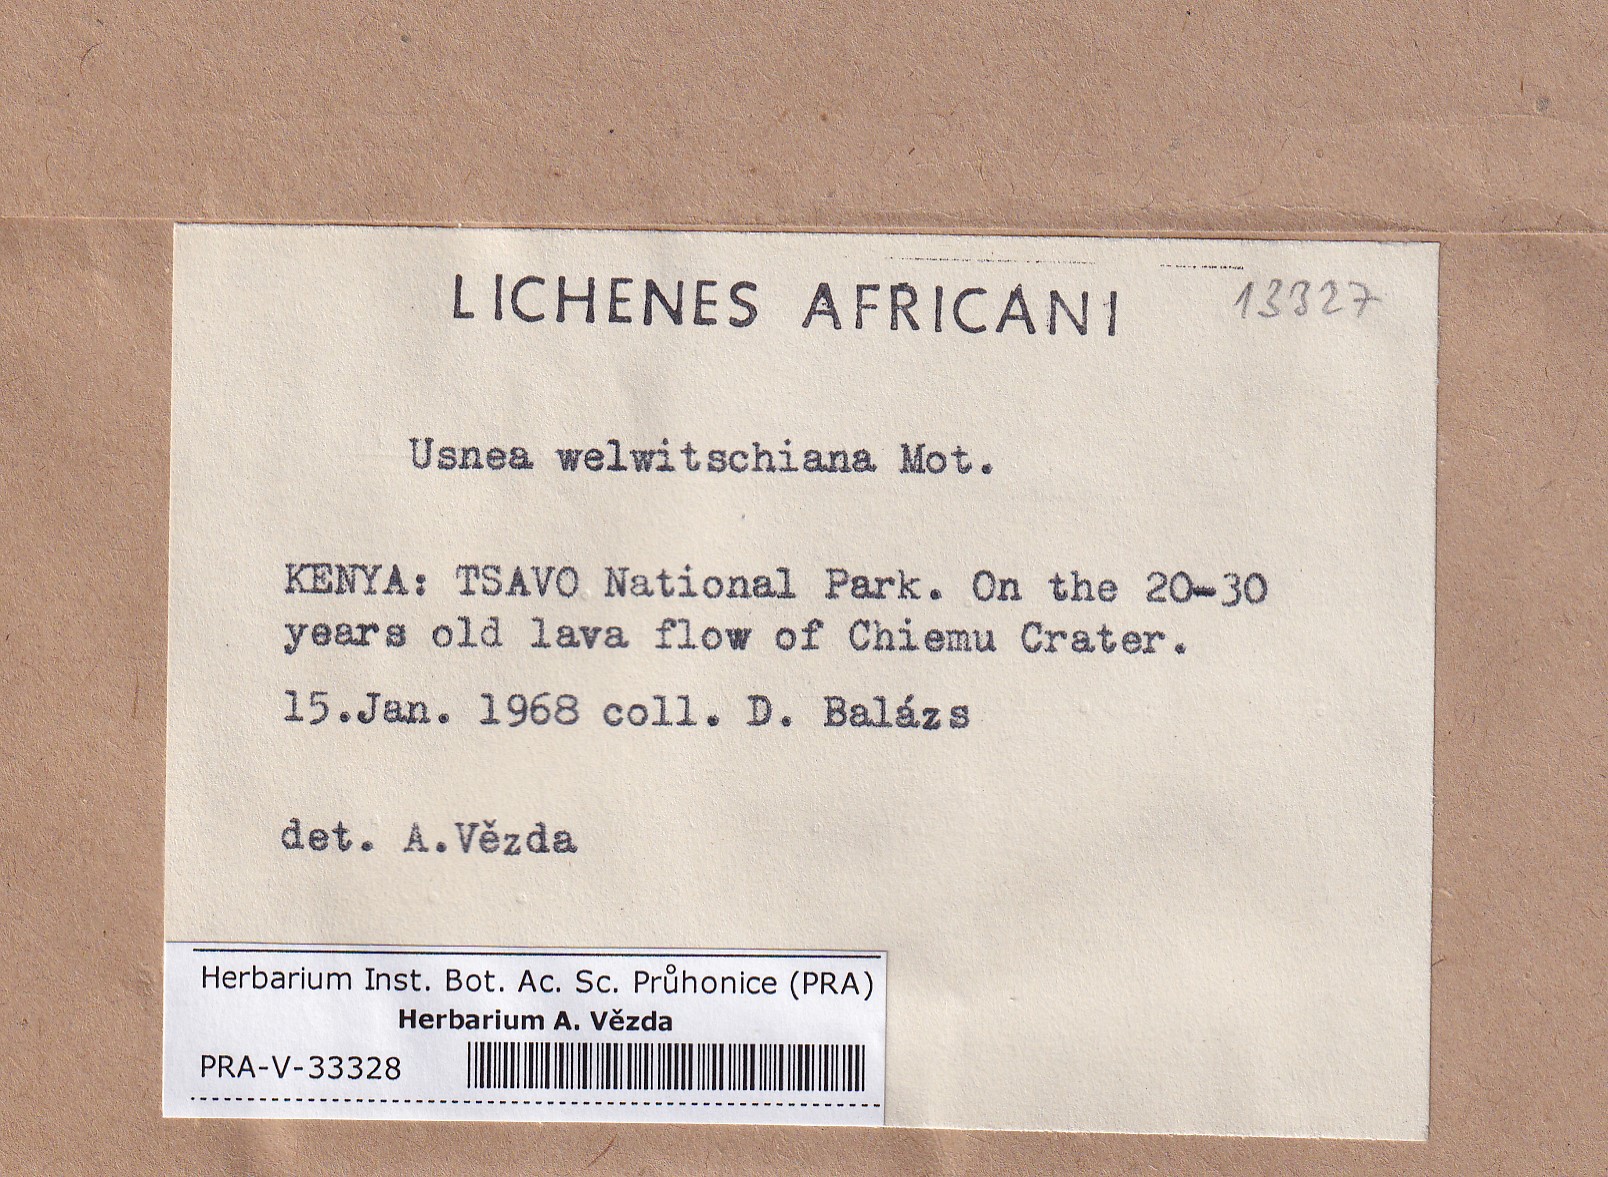 LICHENES AFRICANI 13327
Usnea welwitschiana Mot.
KENYA: TSAVO National Park. On the 20-30
years old lava flow of Chiemu Crater.
15.Jan. 1968 coll. D. Balázs
det. A.Vězda
Herbarium Inst. Bot. Ac. Sc. Průhonice (PRA)
Herbarium A. Vězda
PRA-V-33328